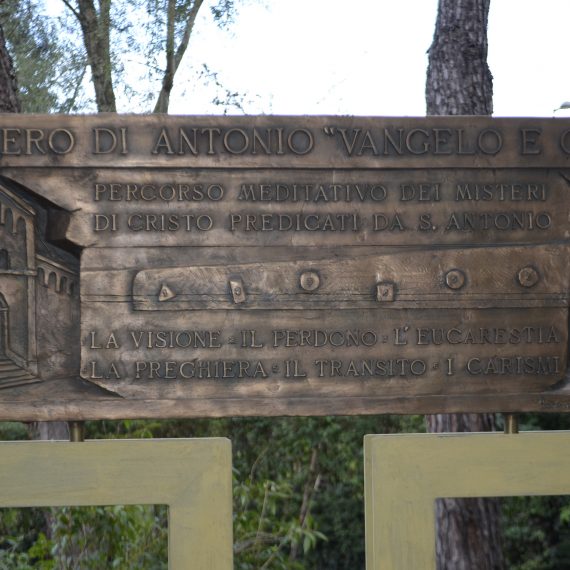 ERO DI ANTONIO "VANGELO E
PERCORSO MEDITATIVO DEI MISTERI
DI CRISTO PREDICATI DA S. ANTONIO
LA VISIONE - IL PERDONO - L'EUCARESTIA
LA PREGHIERA - IL TRANSITO - I CARISMI